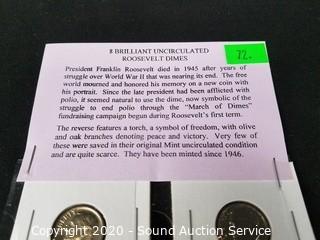 8 BRILLIANT UNCIRCULATED
72.
ROOSEVELT DIMES
President Franklin Roosevelt died in 1945 after years of
struggle over World War II that was nearing its end. The free
world mourned and honored his memory on a new coin with
his portrait. Since the late president had been afflicted with
polio, it seemed natural to use the dime, now symbolic of the
struggle to end polio through the "March of Dimes"
fundraising campaign begun during Roosevelt's first term.
The reverse features a torch, a symbol of freedom, with olive
and oak branches denoting peace and victory. Very few of
these were saved in their original Mint uncirculated condition
and are quite scarce. They have been minted since 1946.
Copyright 2020 - Sound Auction Service